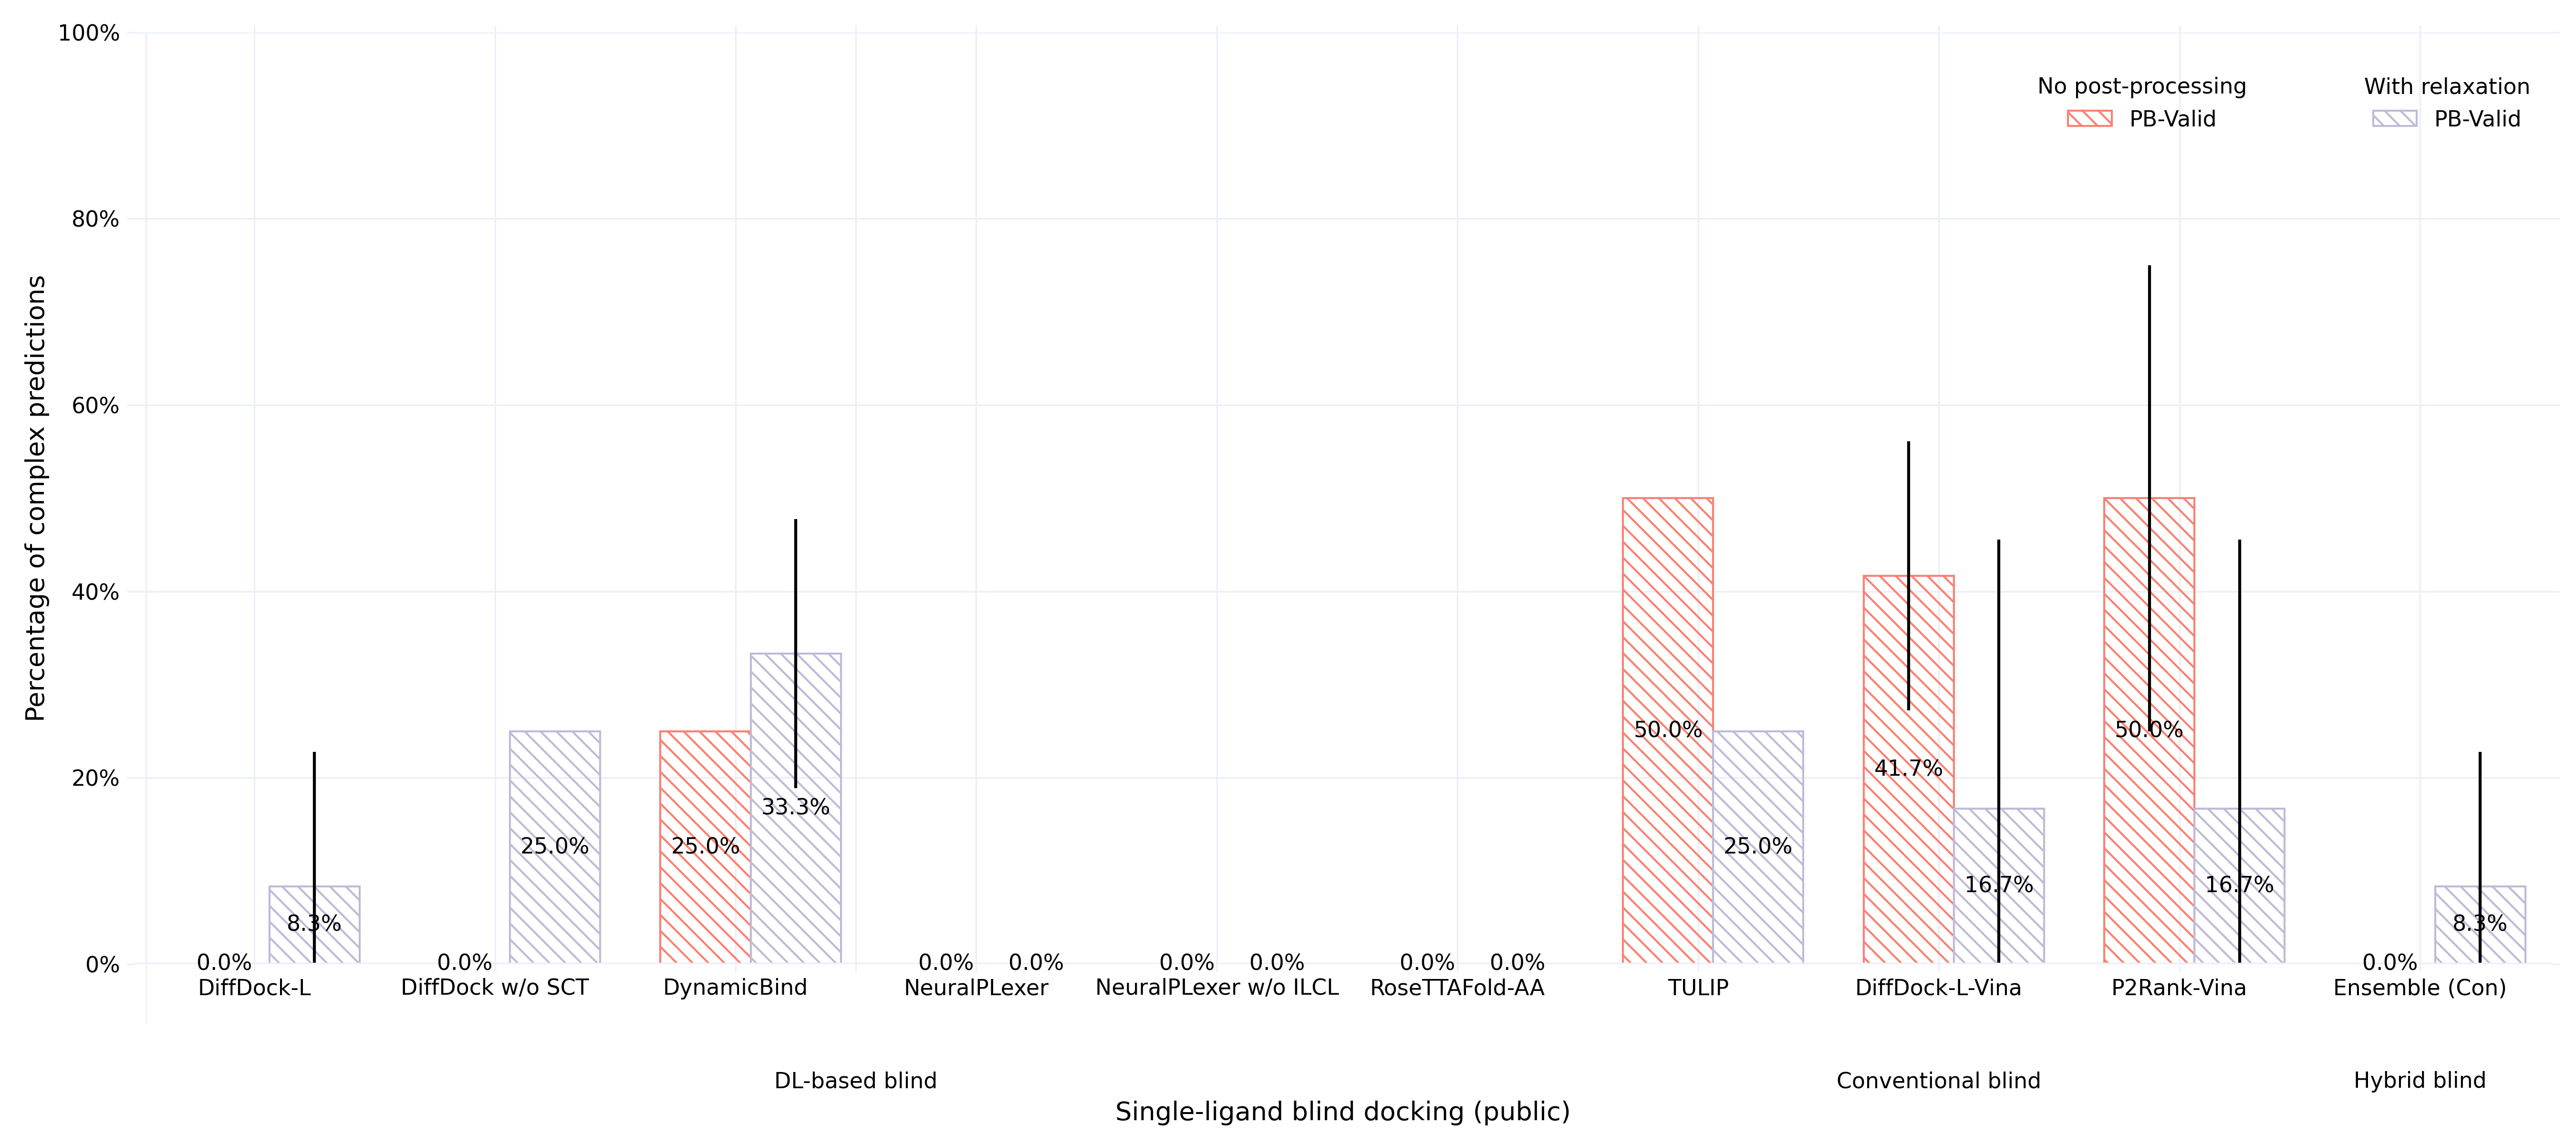 Percentage of complex predictions
100%
80%
60%
40%
20%
0%
No post-processing
PB-Valid
With relaxation
PB-Valid
0.0%
8.3%
0.0%
25.0%
25.0%
33.3%
0.0%
0.0%
0.0%
0.0%
0.0%
0.0%
50.0%
25.0%
41.7%
16.7%
50.0%
16.7%
0.0%
8.3%
DiffDock-L
DiffDock w/o SCT
DynamicBind
NeuralPLexer
NeuralPLexer w/o ILCL
RoseTTAFold-AA
TULIP
DiffDock-L-Vina
P2Rank-Vina
Ensemble (Con)
DL-based blind
Conventional blind
Hybrid blind
Single-ligand blind docking (public)